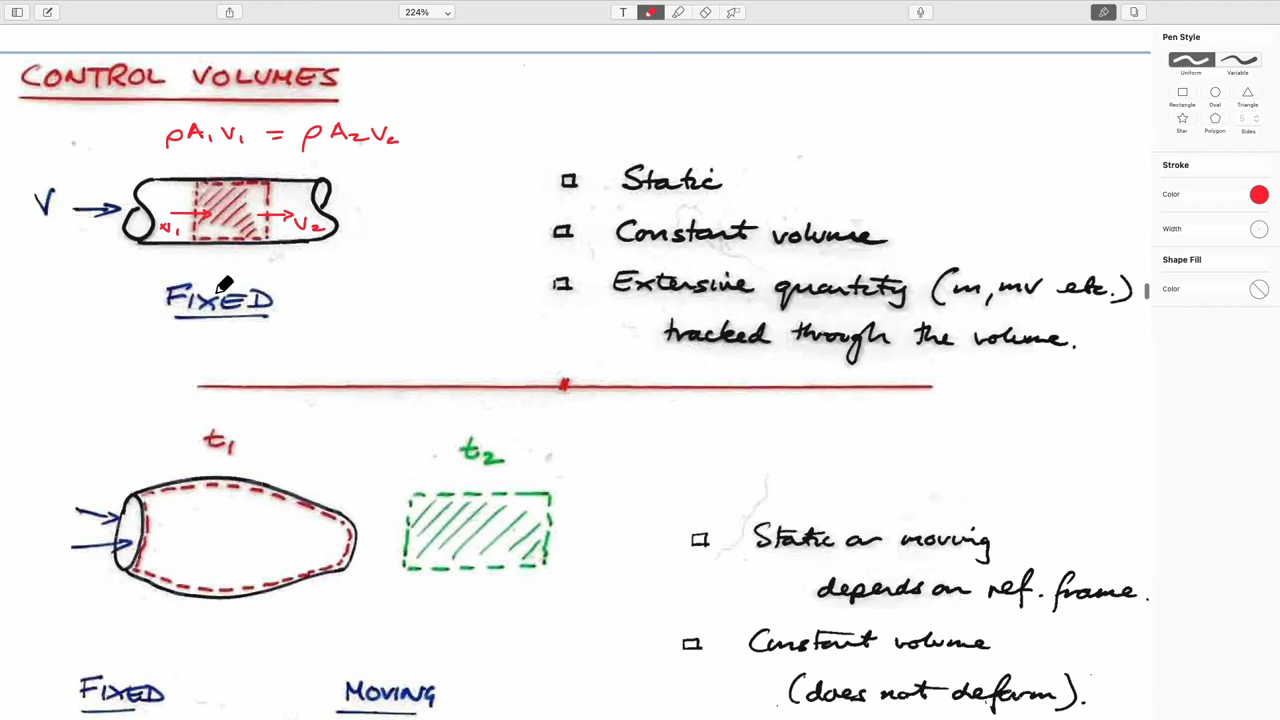 224%
T
CONTROL VOLUMES
ρA₁V₁ = ρA₂V₂
V
V₁
V₂
FIXED
Static
Constant volume
Extensive quantity (m, mv etc.)
tracked through the volume.
t₁
t₂
Static or moving
depends on ref. frame.
Constant volume
(does not deform).
FIXED
MOVING
Pen Style
Uniform Variable
Rectangle Oval Triangle
5
Star Polygon Sides
Stroke
Color
Width
Shape Fill
Color